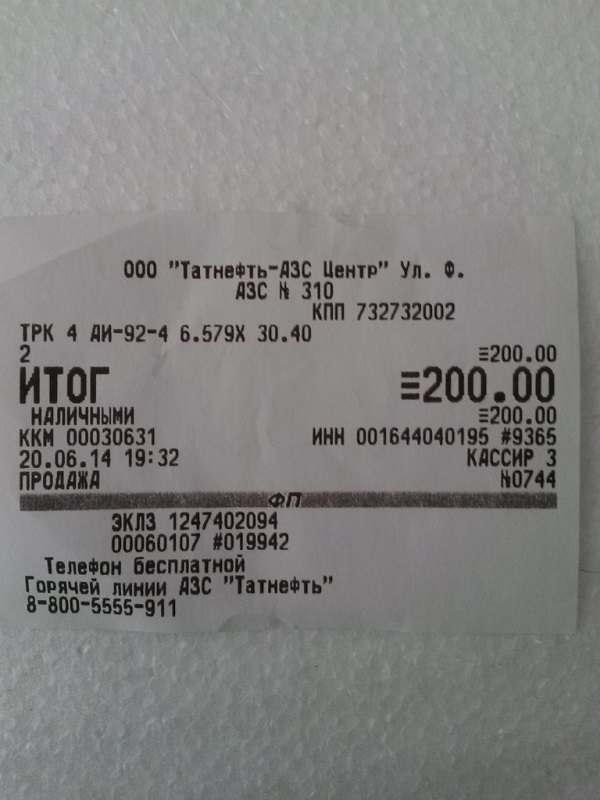 ООО "Татнефть-АЗС Центр" Ул. Ф.
АЗС № 310
КПП 732732002
ТРК 4 АИ-92-4 6.579Х 30.40
2 ≡200.00
ИТОГ ≡200.00
НАЛИЧНЫМИ ≡200.00
ККМ 00030631 ИНН 001644040195 #9365
20.06.14 19:32 КАССИР 3
ПРОДАЖА №0744
ФП
ЭКЛЗ 1247402094
00060107 #019942
Телефон бесплатной
Горячей линии АЗС "Татнефть"
8-800-5555-911